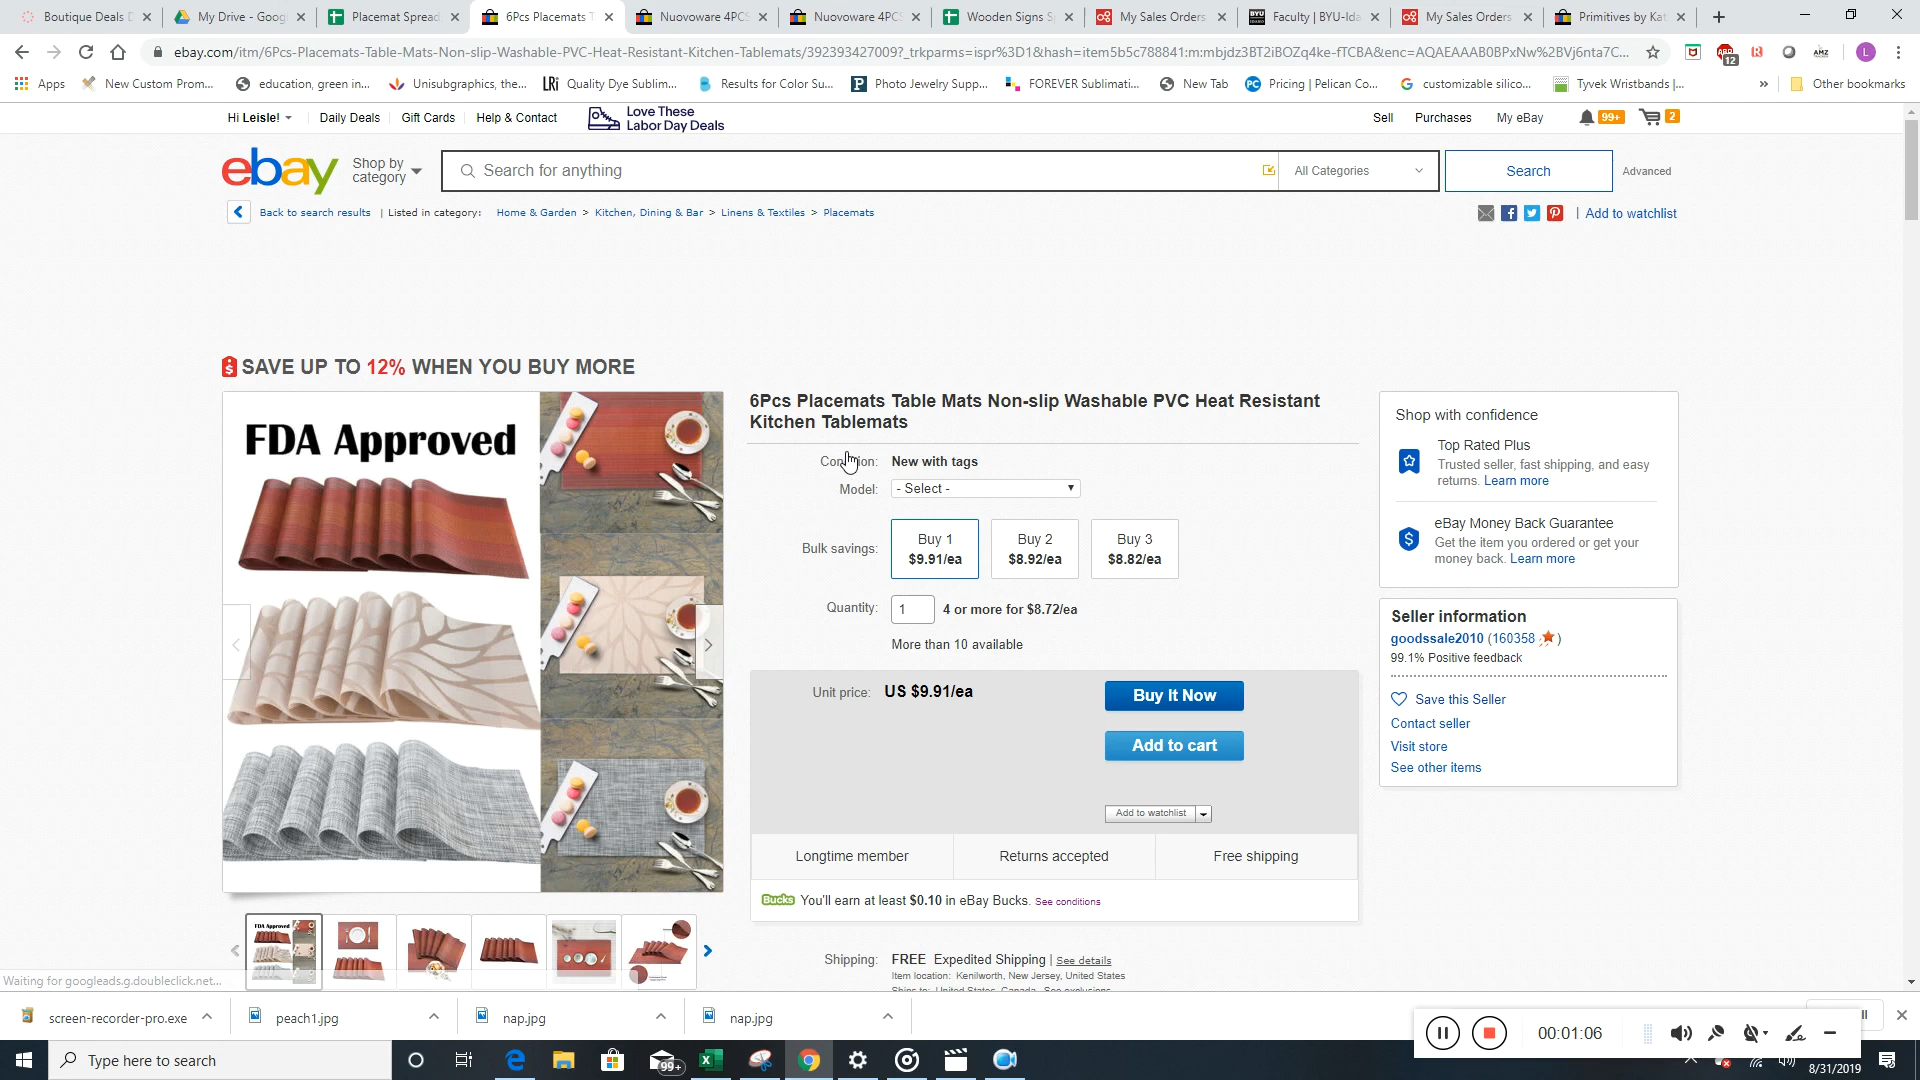 Boutique Deals D
My Drive - Goog
Placemat Spread
6Pcs Placemats T
Nuovoware 4PCS
Nuovoware 4PCS
Wooden Signs S
My Sales Orders
Faculty | BYU-Ida
My Sales Orders
Primitives by Kat
ebay.com/itm/6Pcs-Placemats-Table-Mats-Non-slip-Washable-PVC-Heat-Resistant-Kitchen-Tablemats/392393427009?_trkparms=ispr%3D1&hash=item5b5c788841:m:mbjdz3BT2iBOZq4ke-fTCBA&enc=AQAEAAAB0BPxNw%2BVj6nta7C...
12
AMZ
L
Apps
New Custom Prom...
education, green in...
Unisubgraphics, the...
LRi Quality Dye Sublim...
Results for Color Su...
Photo Jewelry Supp...
FOREVER Sublimati...
New Tab
PC Pricing | Pelican Co...
customizable silico...
Tyvek Wristbands |...
»
Other bookmarks
Hi Leisle!
Daily Deals
Gift Cards
Help & Contact
Love These
Labor Day Deals
Sell
Purchases
My eBay
99+
2
ebay
Shop by
category
Search for anything
All Categories
Search
Advanced
Back to search results | Listed in category: Home & Garden > Kitchen, Dining & Bar > Linens & Textiles > Placemats
| Add to watchlist
SAVE UP TO 12% WHEN YOU BUY MORE
FDA Approved
6Pcs Placemats Table Mats Non-slip Washable PVC Heat Resistant
Kitchen Tablemats
New with tags
Model: - Select -
Bulk savings:
Buy 1
$9.91/ea
Buy 2
$8.92/ea
Buy 3
$8.82/ea
Quantity: 1 4 or more for $8.72/ea
More than 10 available
Unit price: US $9.91/ea
Buy It Now
Add to cart
Add to watchlist
Longtime member
Returns accepted
Free shipping
Bucks You'll earn at least $0.10 in eBay Bucks. See conditions
Shipping: FREE Expedited Shipping | See details
Item location: Kenilworth, New Jersey, United States
Shop with confidence
Top Rated Plus
Trusted seller, fast shipping, and easy
returns. Learn more
eBay Money Back Guarantee
Get the item you ordered or get your
money back. Learn more
Seller information
goodssale2010 (160358 )
99.1% Positive feedback
Save this Seller
Contact seller
Visit store
See other items
FDA Approved
Waiting for googleads.g.doubleclick.net...
screen-recorder-pro.exe
peach1.jpg
nap.jpg
nap.jpg
00:01:06
Type here to search
99+
8/31/2019